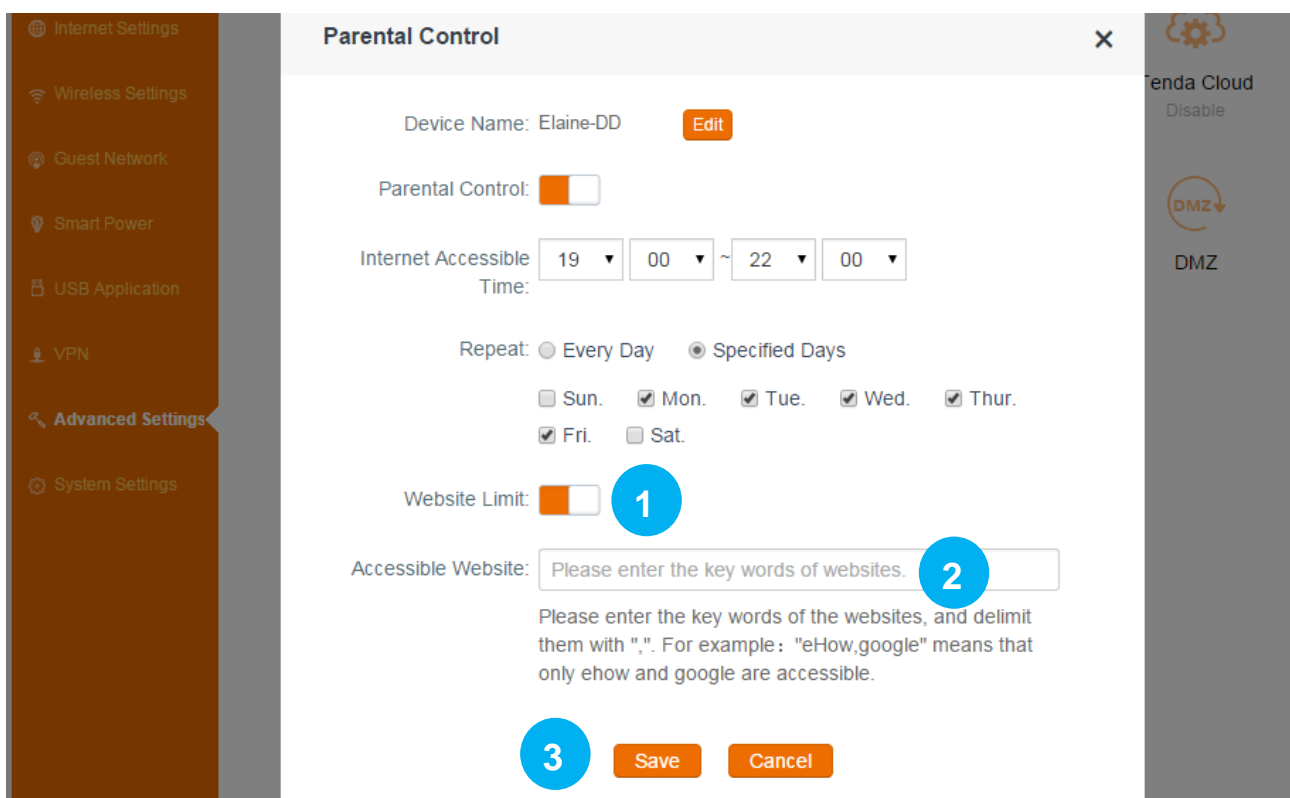 Internet Settings
Wireless Settings
Guest Network
Smart Power
USB Application
VPN
Advanced Settings
System Settings
Parental Control
Device Name: Elaine-DD Edit
Parental Control:
Internet Accessible
Time:
19 00 ~ 22 00
Repeat: Every Day Specified Days
Sun. Mon. Tue. Wed. Thur.
Fri. Sat.
Website Limit: 1
Accessible Website: Please enter the key words of websites. 2
Please enter the key words of the websites, and delimit
them with ",". For example："eHow,google" means that
only ehow and google are accessible.
3 Save Cancel
enda Cloud
Disable
DMZ
DMZ